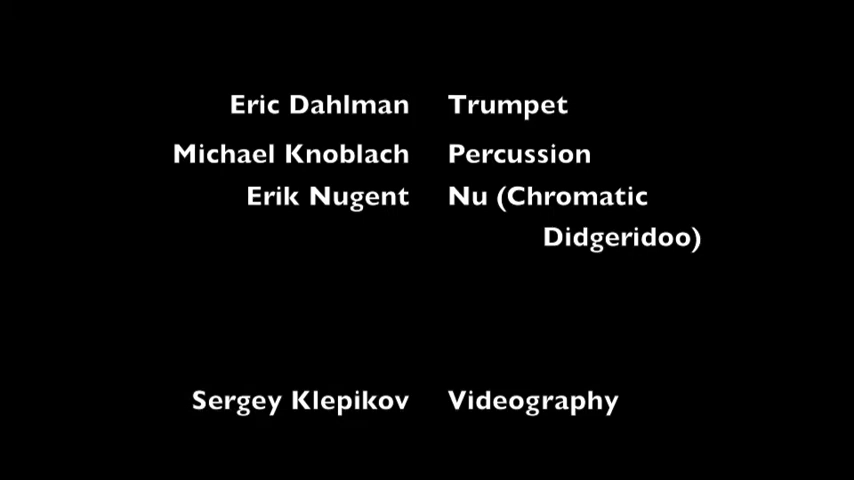 Eric Dahlman Trumpet
Michael Knoblach Percussion
Erik Nugent Nu (Chromatic
Didgeridoo)
Sergey Klepikov Videography